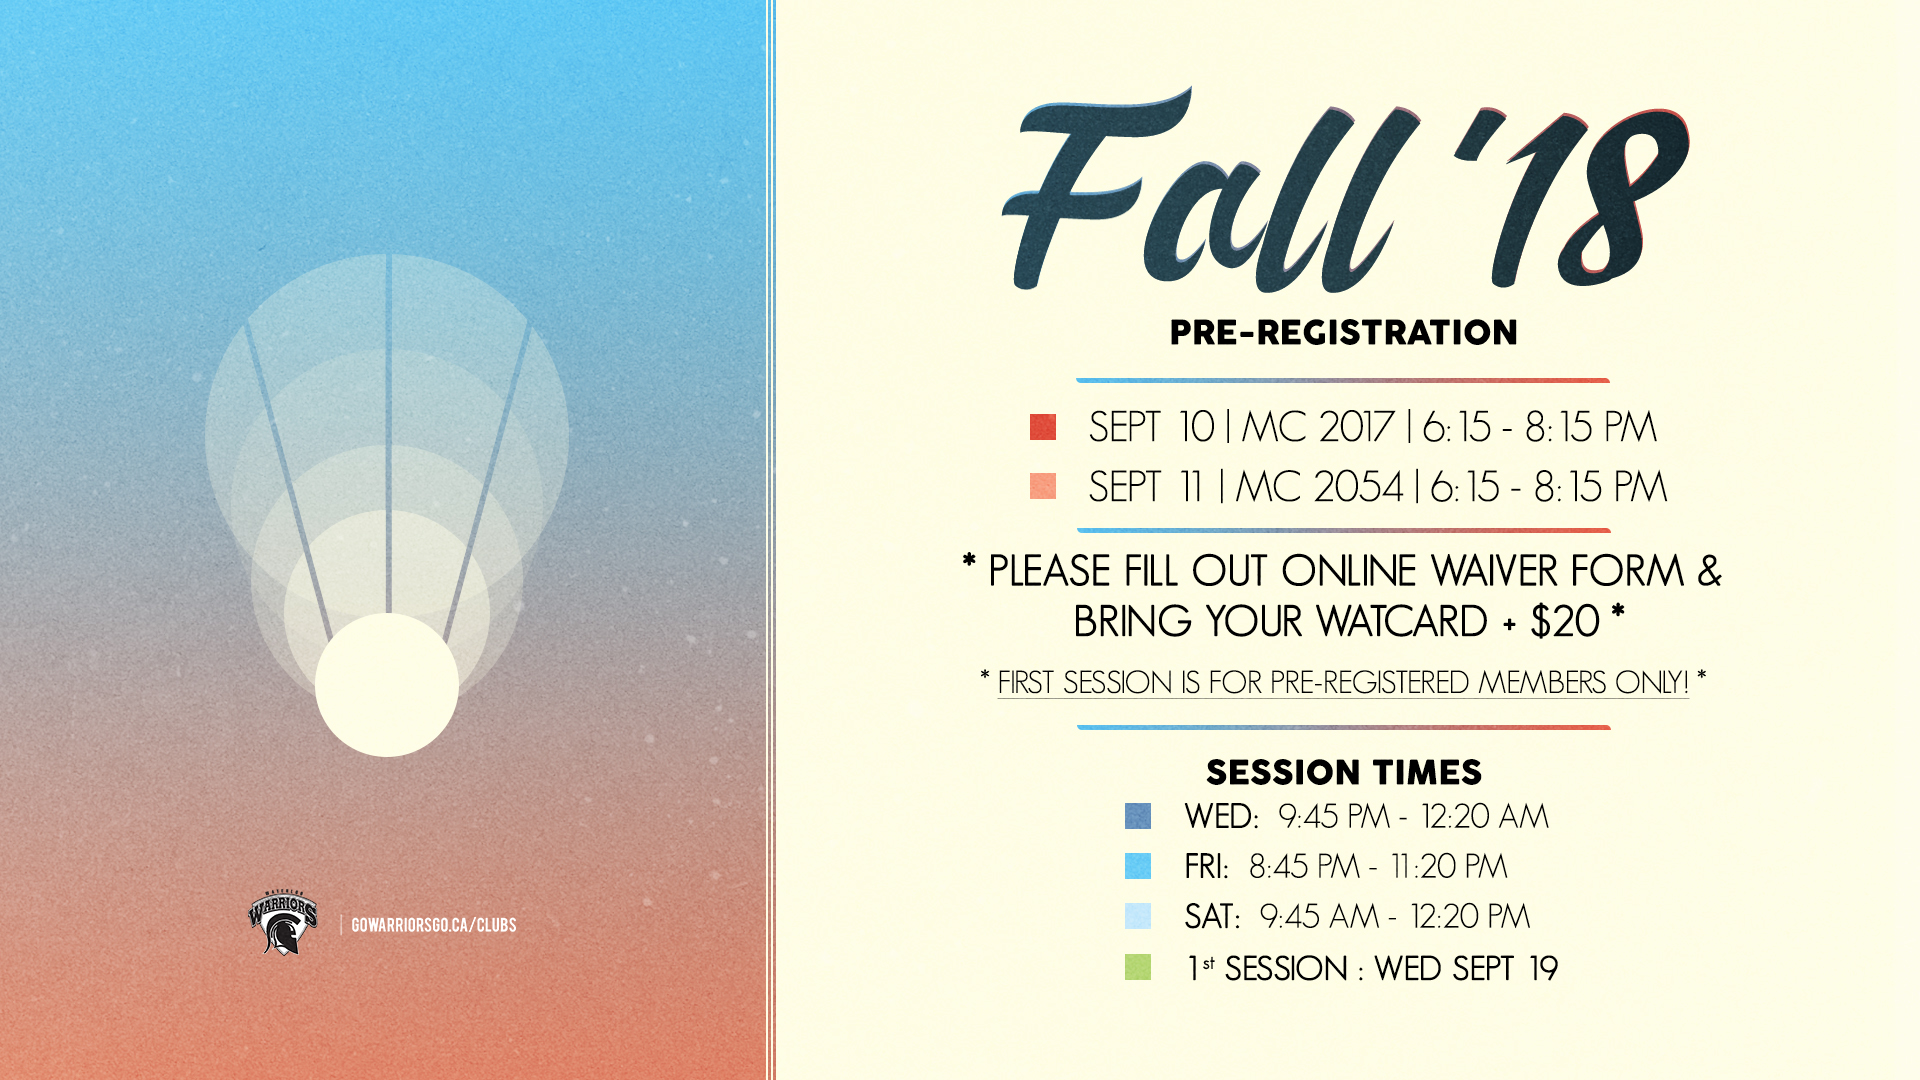 Fall '18
PRE-REGISTRATION
SEPT 10 | MC 2017 | 6:15 - 8:15 PM
SEPT 11 | MC 2054 | 6:15 - 8:15 PM
* PLEASE FILL OUT ONLINE WAIVER FORM &
BRING YOUR WATCARD + $20 *
* FIRST SESSION IS FOR PRE-REGISTERED MEMBERS ONLY! *
SESSION TIMES
WED: 9:45 PM - 12:20 AM
FRI: 8:45 PM - 11:20 PM
SAT: 9:45 AM - 12:20 PM
1st SESSION : WED SEPT 19
WATERLOO
WARRIORS
GOWARRIORSGO.CA/CLUBS